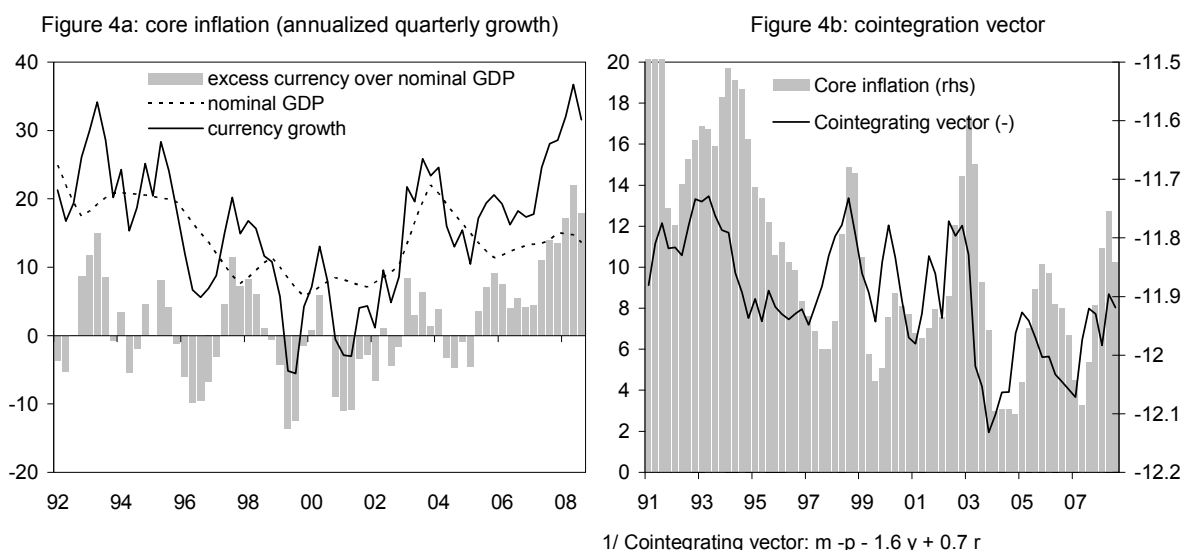 Figure 4a: core inflation (annualized quarterly growth)
40
30
20
10
0
-10
-20
92 94 96 98 00 02 04 06 08
excess currency over nominal GDP
nominal GDP
currency growth
Figure 4b: cointegration vector
20
18
16
14
12
10
8
6
4
2
0
-11.5
-11.6
-11.7
-11.8
-11.9
-12
-12.1
-12.2
91 93 95 97 99 01 03 05 07
Core inflation (rhs)
Cointegrating vector (-)
1/ Cointegrating vector: m -p - 1.6 y + 0.7 r